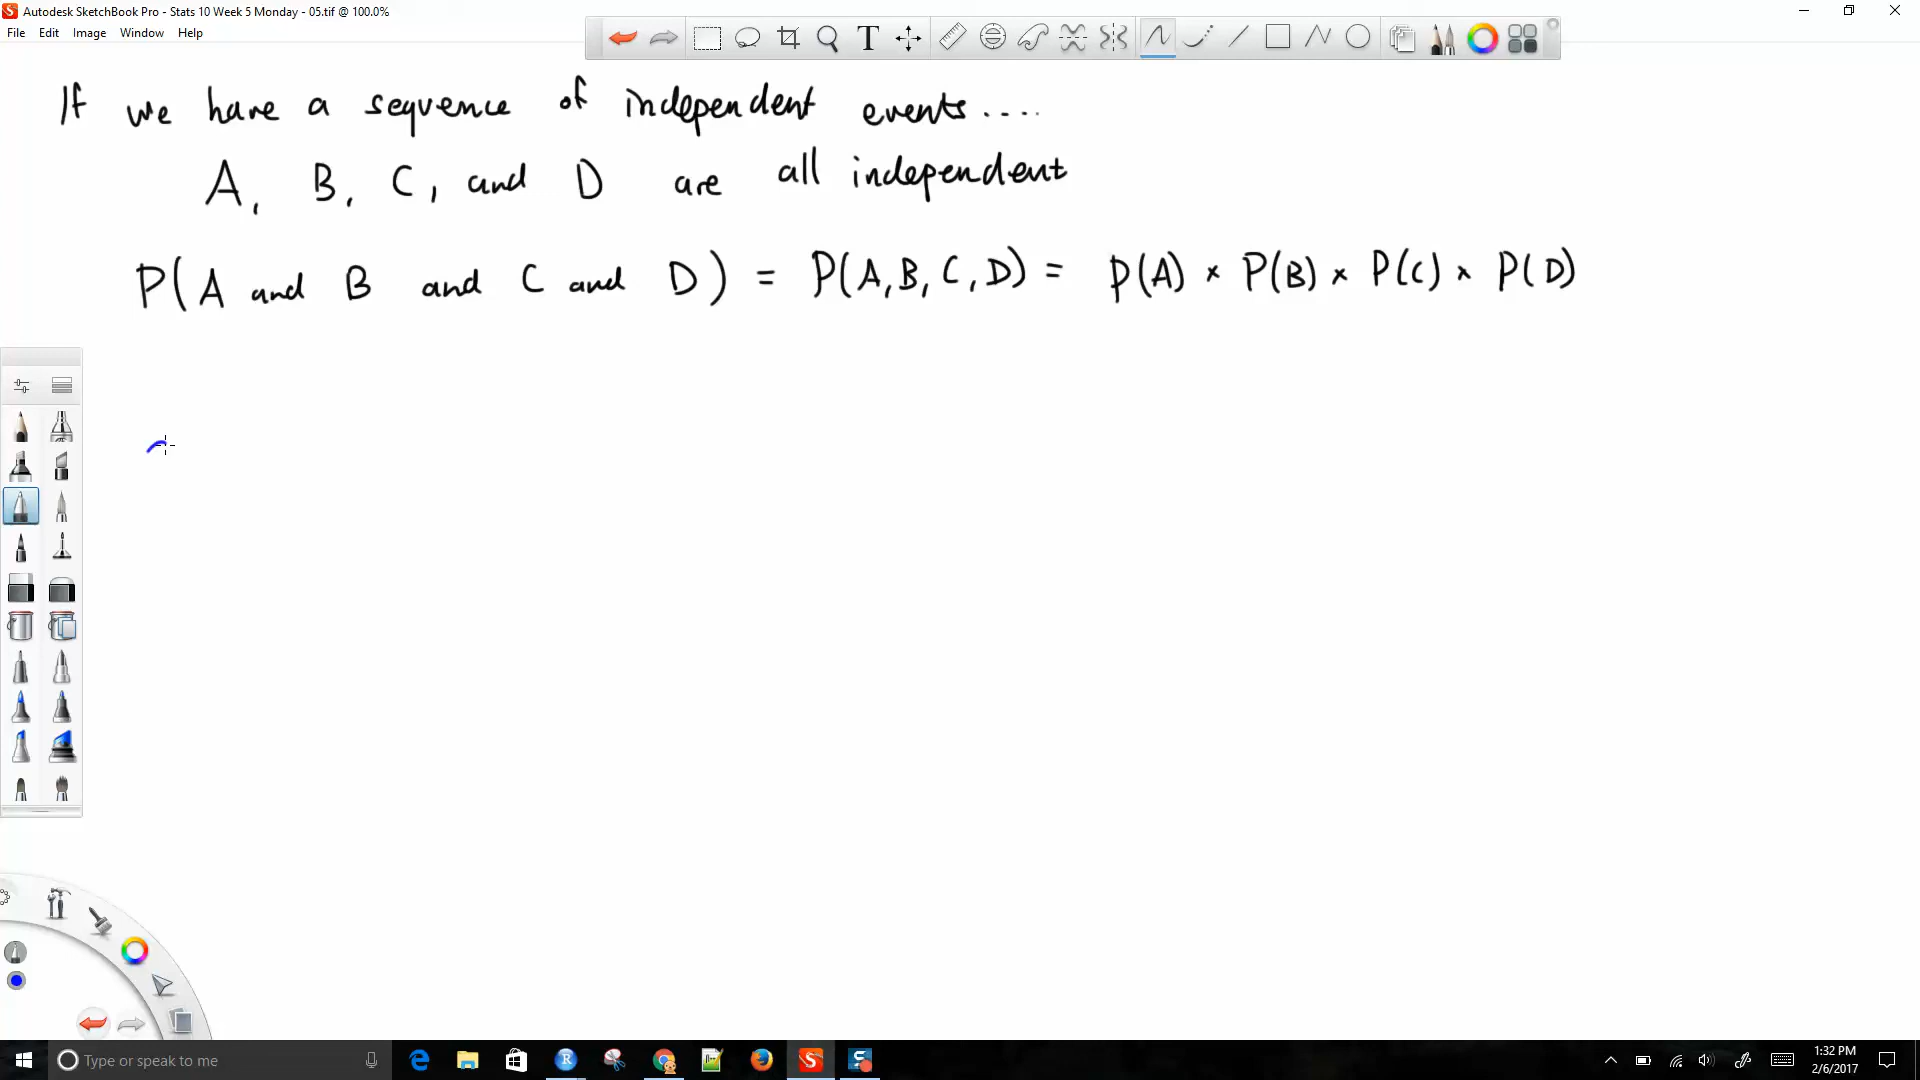 Autodesk SketchBook Pro - Stats 10 Week 5 Monday - 05.tif @ 100.0%
File Edit Image Window Help
If we have a sequence of independent events....
A, B, C, and D are all independent
P(A and B and C and D) = P(A,B,C,D) = P(A) × P(B) × P(C) × P(D)
Type or speak to me
1:32 PM
2/6/2017